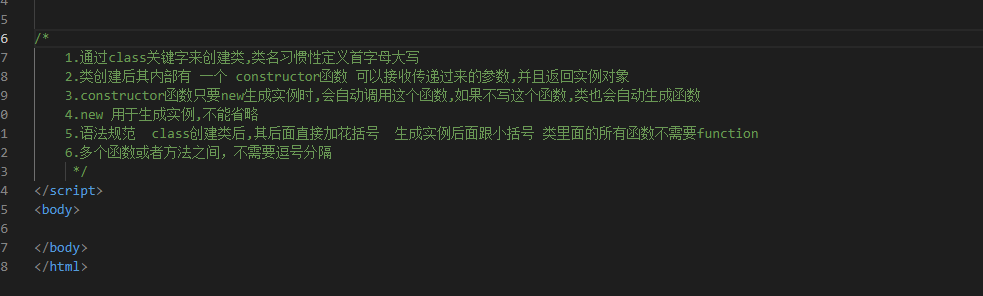 4
5
6 /*
7 1.通过class关键字来创建类,类名习惯性定义首字母大写
8 2.类创建后其内部有 一个 constructor函数 可以接收传递过来的参数,并且返回实例对象
9 3.constructor函数只要new生成实例时,会自动调用这个函数,如果不写这个函数,类也会自动生成函数
0 4.new 用于生成实例,不能省略
1 5.语法规范 class创建类后,其后面直接加花括号 生成实例后面跟小括号 类里面的所有函数不需要function
2 6.多个函数或者方法之间，不需要逗号分隔
3 */
4 </script>
5 <body>
6
7 </body>
8 </html>